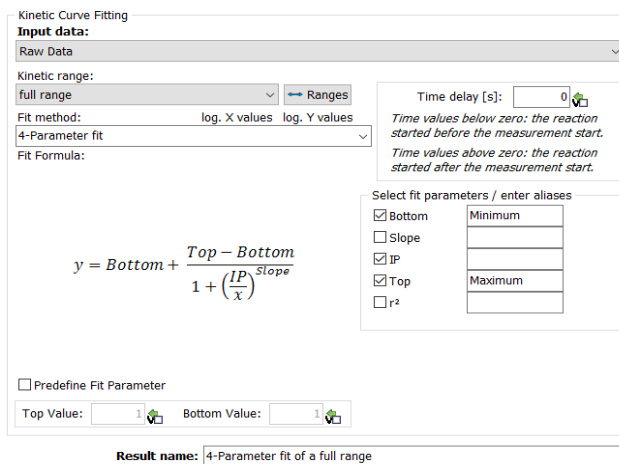 Kinetic Curve Fitting
Input data:
Raw Data
Kinetic range:
full range
Ranges
Time delay [s]: 0
Fit method: log. X values log. Y values
4-Parameter fit
Time values below zero: the reaction
started before the measurement start.
Time values above zero: the reaction
started after the measurement start.
Fit Formula:
Select fit parameters / enter aliases
Bottom Minimum
Slope
IP
Top Maximum
r²
y = Bottom + (Top − Bottom) / (1 + (IP/x)^Slope)
Predefine Fit Parameter
Top Value: 1 Bottom Value: 1
Result name: 4-Parameter fit of a full range